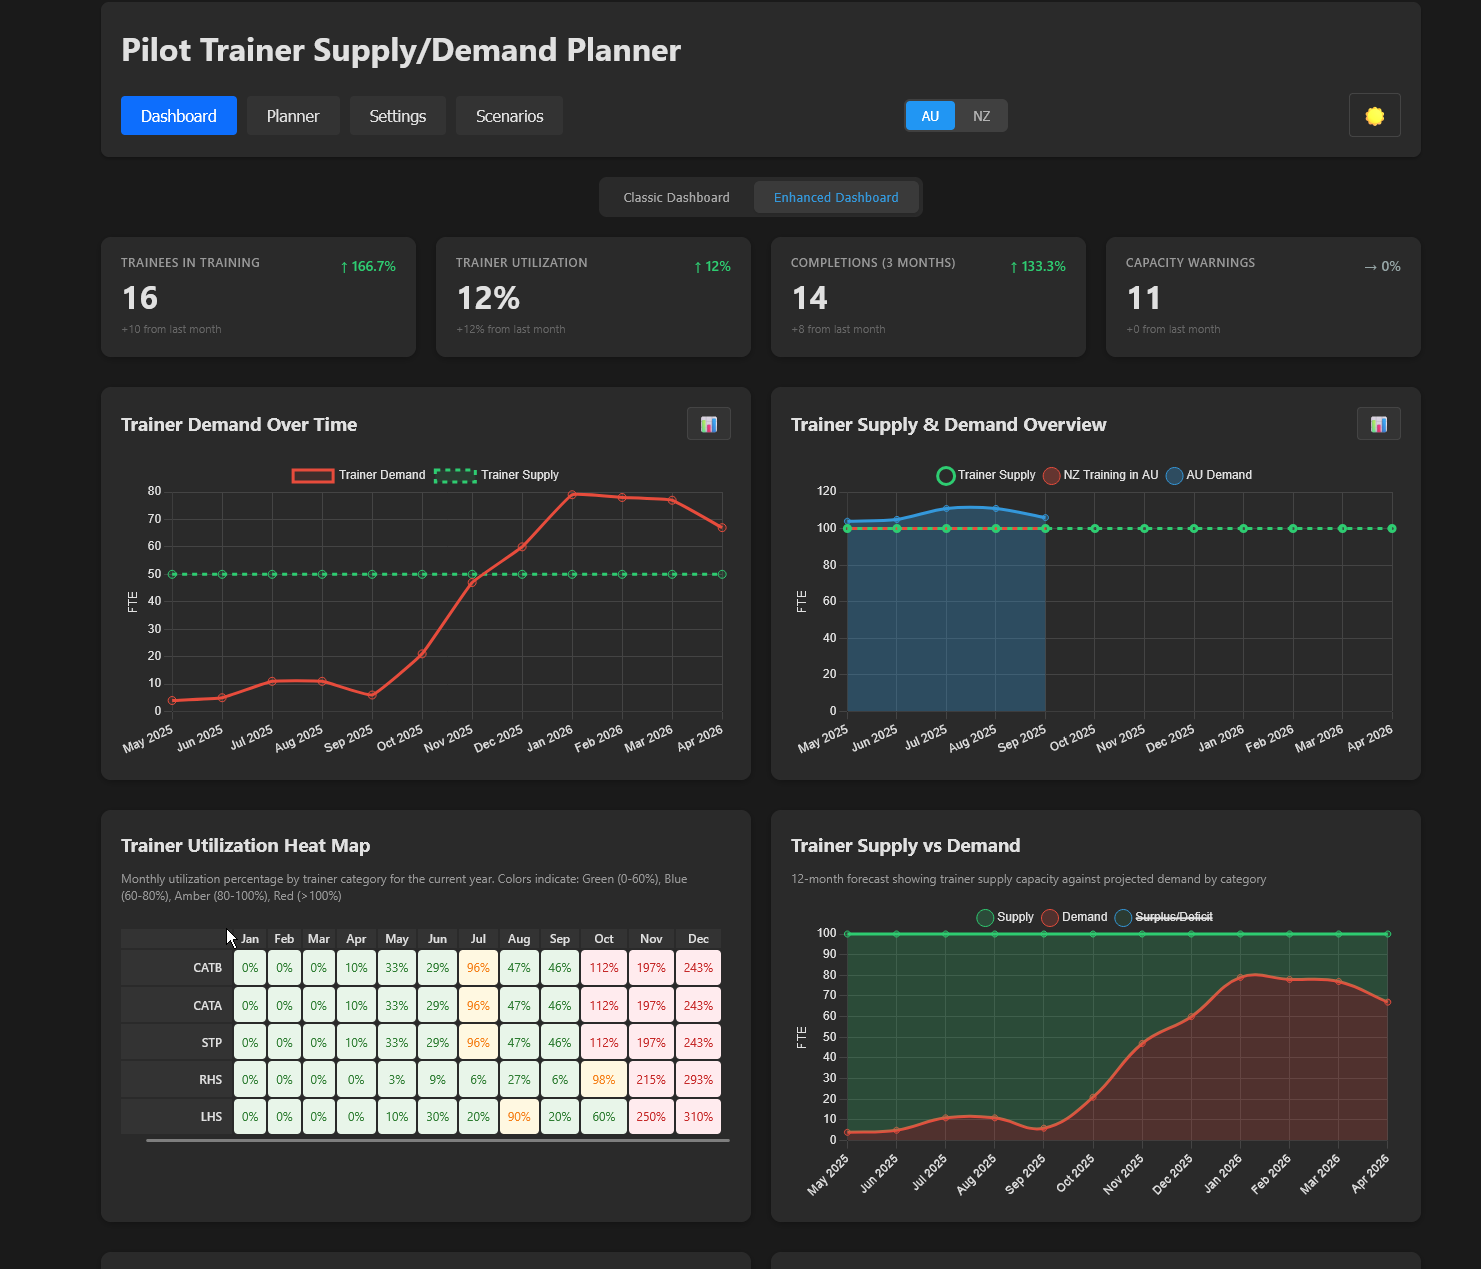 Pilot Trainer Supply/Demand Planner
Dashboard Planner Settings Scenarios AU NZ
Classic Dashboard Enhanced Dashboard
TRAINEES IN TRAINING ↑ 166.7%
16
+10 from last month
TRAINER UTILIZATION ↑ 12%
12%
+12% from last month
COMPLETIONS (3 MONTHS) ↑ 133.3%
14
+8 from last month
CAPACITY WARNINGS → 0%
11
+0 from last month
Trainer Demand Over Time
Trainer Demand Trainer Supply
80
70
60
50
40
30
20
10
0
FTE
May 2025 Jun 2025 Jul 2025 Aug 2025 Sep 2025 Oct 2025 Nov 2025 Dec 2025 Jan 2026 Feb 2026 Mar 2026 Apr 2026
Trainer Supply & Demand Overview
Trainer Supply NZ Training in AU AU Demand
120
100
80
60
40
20
0
FTE
May 2025 Jun 2025 Jul 2025 Aug 2025 Sep 2025 Oct 2025 Nov 2025 Dec 2025 Jan 2026 Feb 2026 Mar 2026 Apr 2026
Trainer Utilization Heat Map
Monthly utilization percentage by trainer category for the current year. Colors indicate: Green (0-60%), Blue
(60-80%), Amber (80-100%), Red (>100%)
Jan Feb Mar Apr May Jun Jul Aug Sep Oct Nov Dec
CATB 0% 0% 0% 10% 33% 29% 96% 47% 46% 112% 197% 243%
CATA 0% 0% 0% 10% 33% 29% 96% 47% 46% 112% 197% 243%
STP 0% 0% 0% 10% 33% 29% 96% 47% 46% 112% 197% 243%
RHS 0% 0% 0% 0% 3% 9% 6% 27% 6% 98% 215% 293%
LHS 0% 0% 0% 0% 10% 30% 20% 90% 20% 60% 250% 310%
Trainer Supply vs Demand
12-month forecast showing trainer supply capacity against projected demand by category
Supply Demand Surplus/Deficit
100
90
80
70
60
50
40
30
20
10
0
FTE
May 2025 Jun 2025 Jul 2025 Aug 2025 Sep 2025 Oct 2025 Nov 2025 Dec 2025 Jan 2026 Feb 2026 Mar 2026 Apr 2026